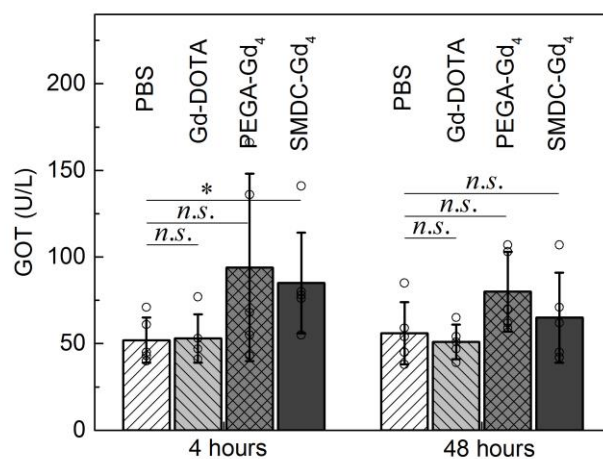 GOT (U/L)
200
150
100
50
0
PBS
Gd-DOTA
PEGA-Gd4
SMDC-Gd4
PBS
Gd-DOTA
PEGA-Gd4
SMDC-Gd4
*
n.s.
n.s.
n.s.
n.s.
n.s.
4 hours
48 hours